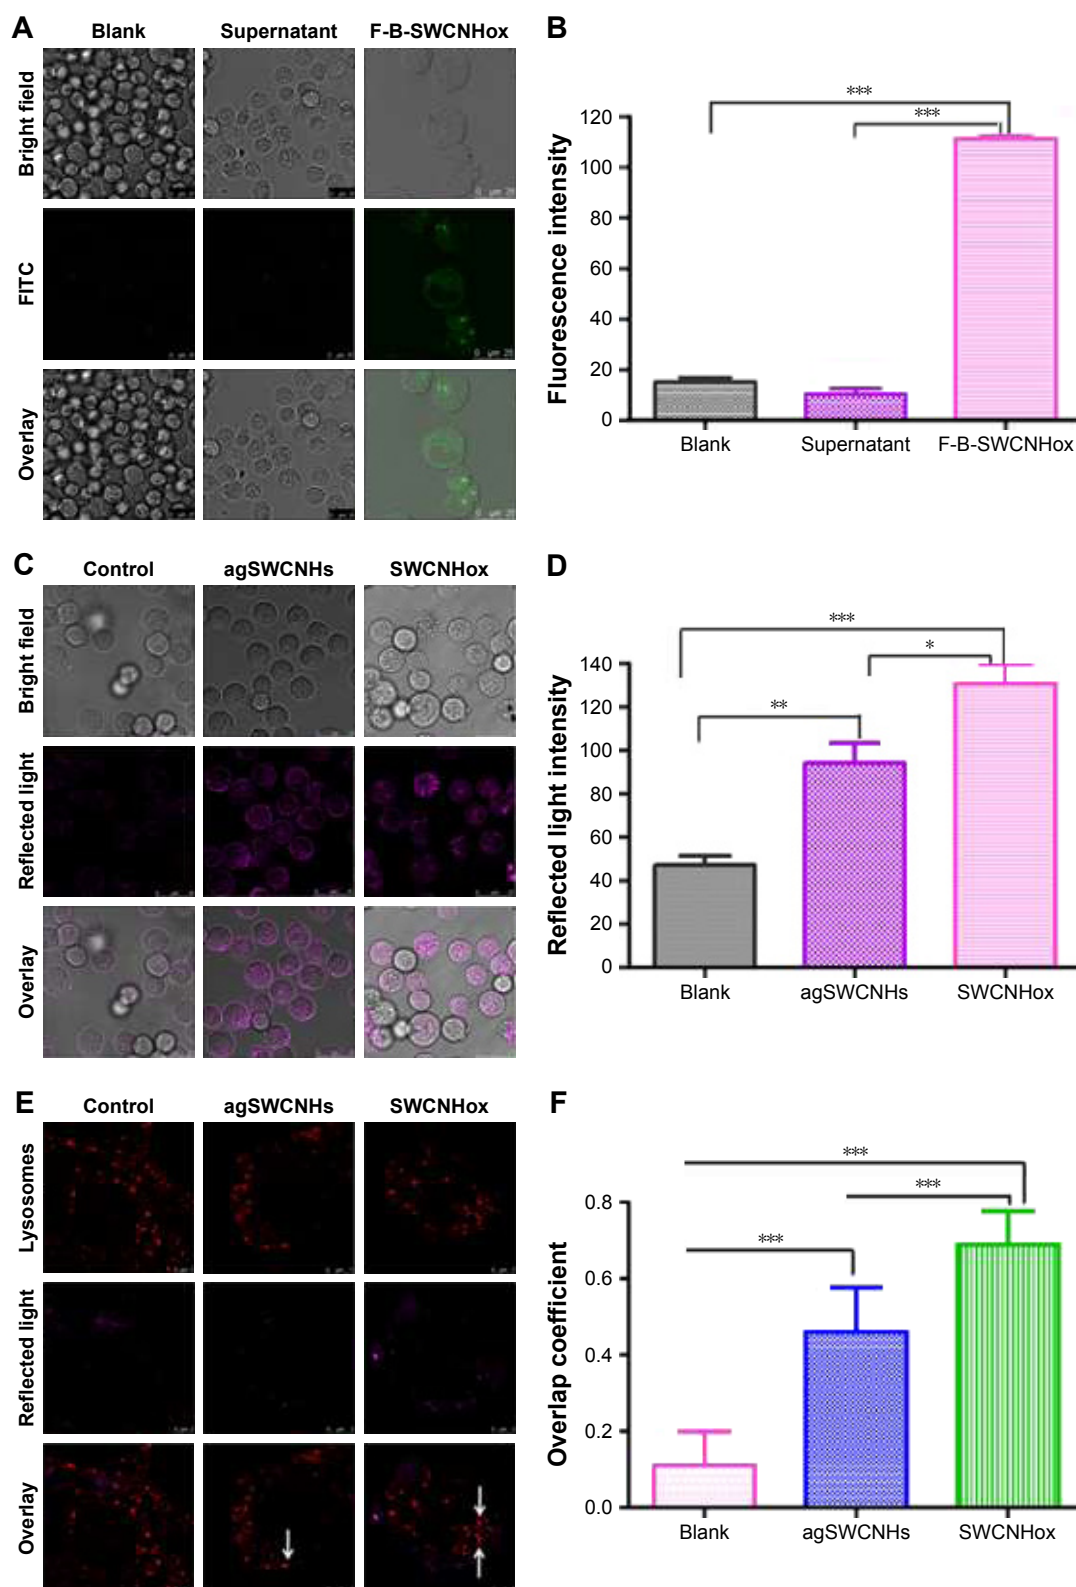 A
Blank
Supernatant
F-B-SWCNHox
Bright field
FITC
Overlay
B
***
***
Fluorescence intensity
120
100
80
60
40
20
0
Blank
Supernatant
F-B-SWCNHox
C
Control
agSWCNHs
SWCNHox
Bright field
Reflected light
Overlay
D
***
*
**
Reflected light intensity
140
120
100
80
60
40
20
0
Blank
agSWCNHs
SWCNHox
E
Control
agSWCNHs
SWCNHox
Lysosomes
Reflected light
Overlay
F
***
***
***
Overlap coefficient
0.8
0.6
0.4
0.2
0.0
Blank
agSWCNHs
SWCNHox